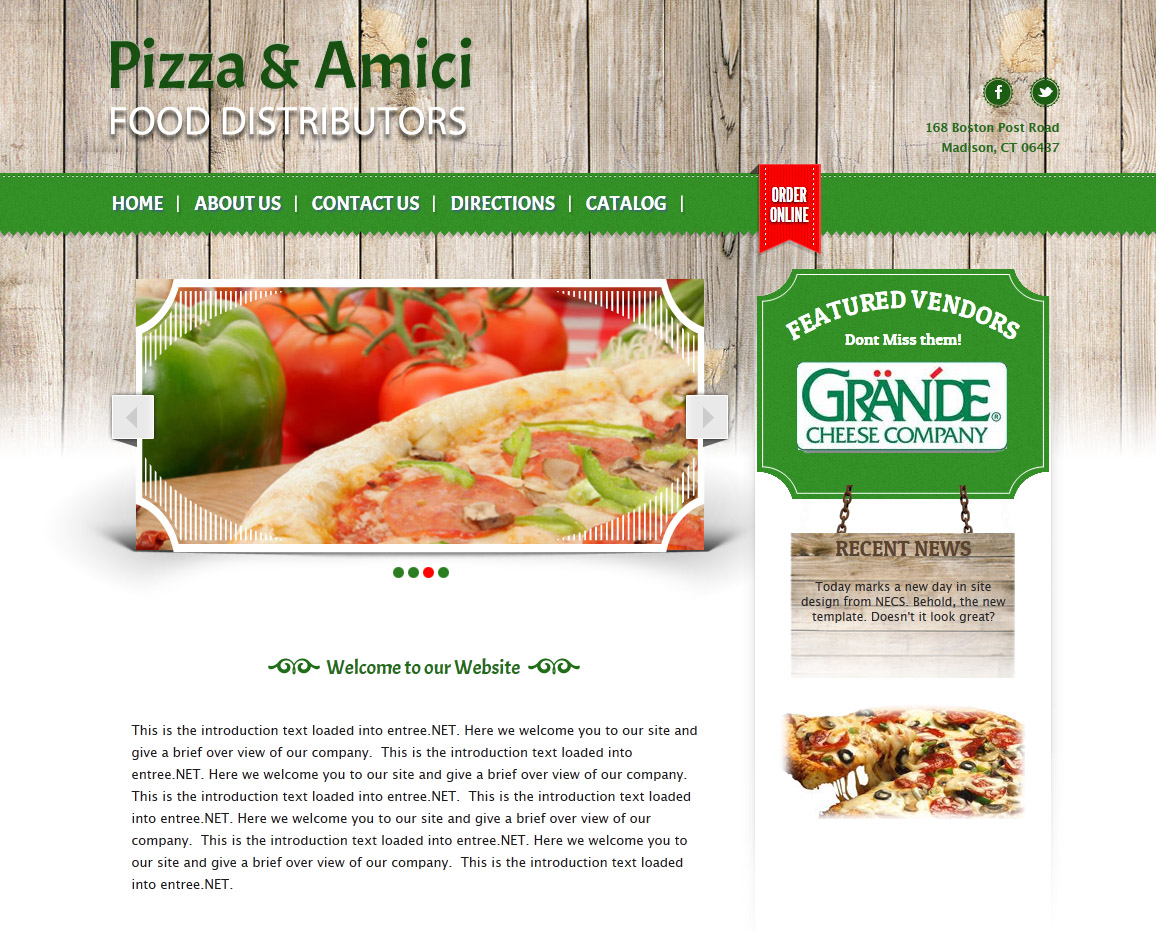 Pizza & Amici
FOOD DISTRIBUTORS
168 Boston Post Road
Madison, CT 06437
HOME | ABOUT US | CONTACT US | DIRECTIONS | CATALOG |
ORDER
ONLINE
FEATURED VENDORS
Dont Miss them!
GRÄNDE®
CHEESE COMPANY
RECENT NEWS
Today marks a new day in site
design from NECS. Behold, the new
template. Doesn't it look great?
Welcome to our Website
This is the introduction text loaded into entree.NET. Here we welcome you to our site and
give a brief over view of our company.  This is the introduction text loaded into
entree.NET. Here we welcome you to our site and give a brief over view of our company.
This is the introduction text loaded into entree.NET.  This is the introduction text loaded
into entree.NET. Here we welcome you to our site and give a brief over view of our
company.  This is the introduction text loaded into entree.NET. Here we welcome you to
our site and give a brief over view of our company.  This is the introduction text loaded
into entree.NET.